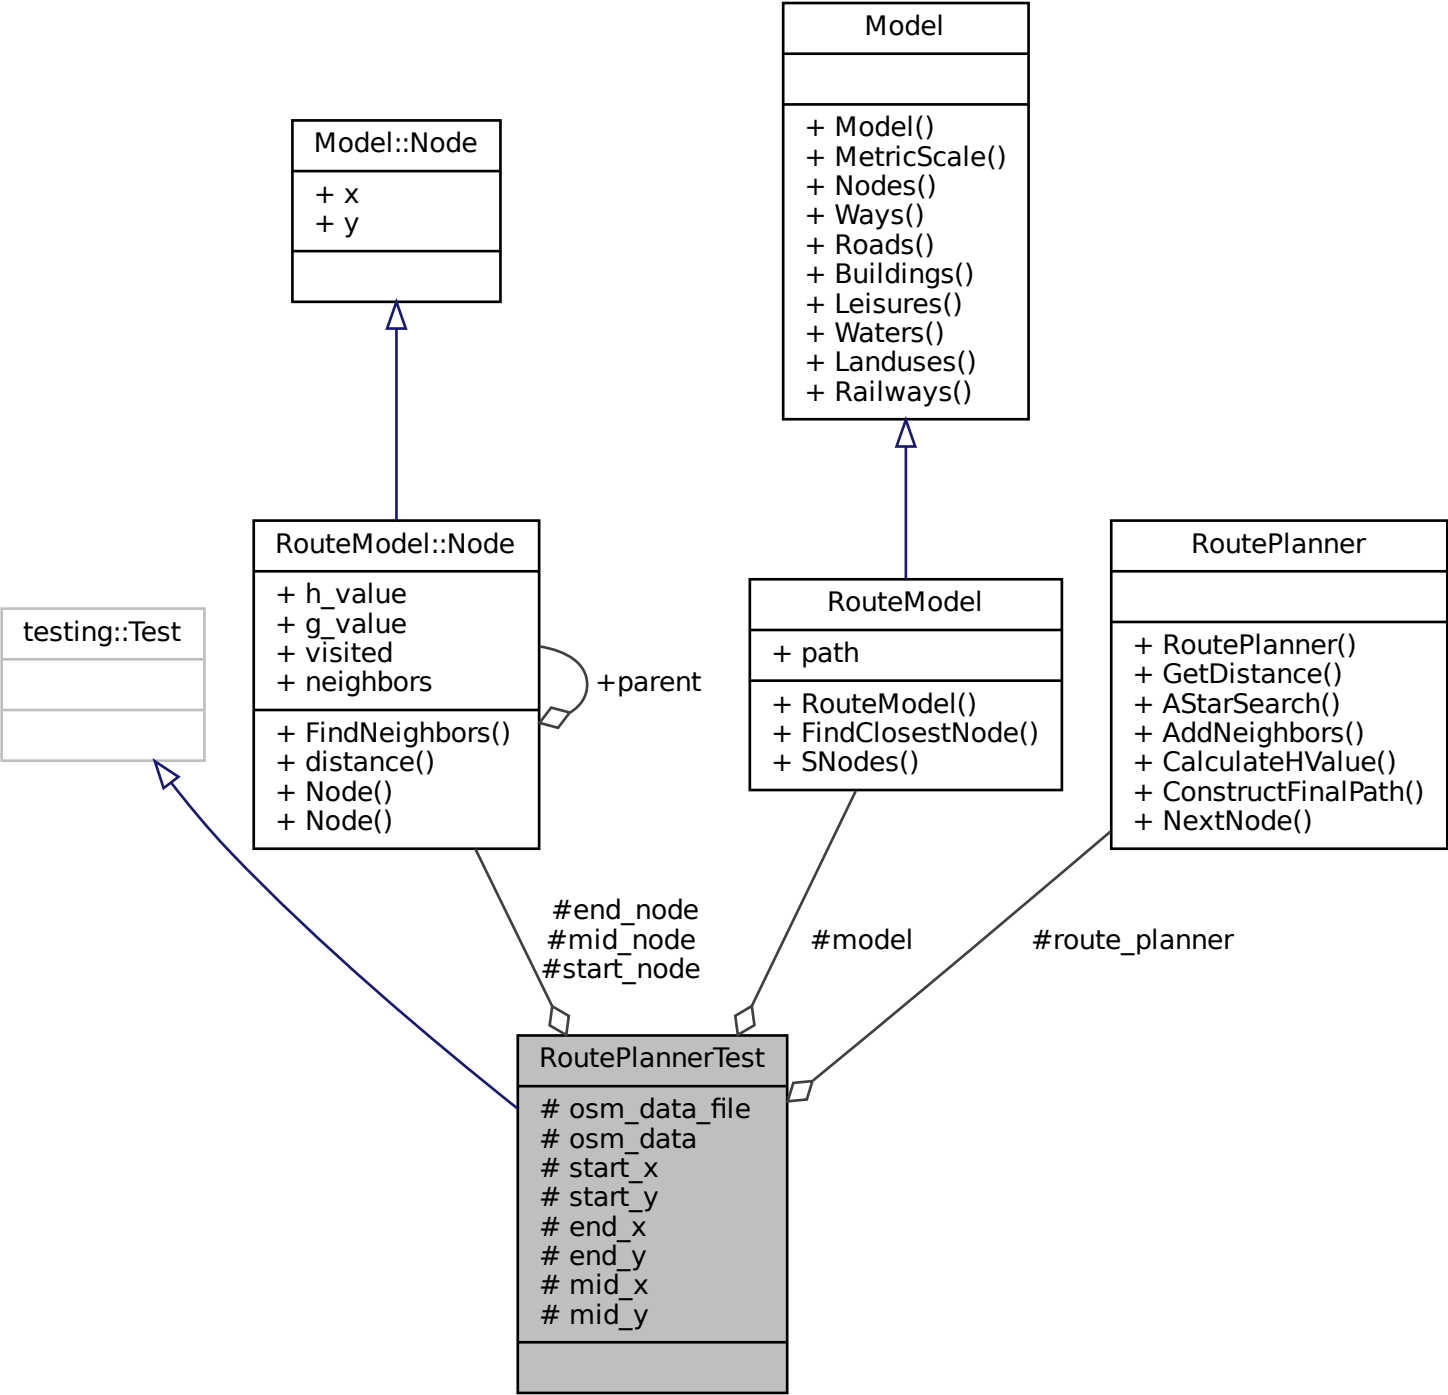 Model
+ Model()
+ MetricScale()
+ Nodes()
+ Ways()
+ Roads()
+ Buildings()
+ Leisures()
+ Waters()
+ Landuses()
+ Railways()
Model::Node
+ x
+ y
RouteModel::Node
+ h_value
+ g_value
+ visited
+ neighbors
+ FindNeighbors()
+ distance()
+ Node()
+ Node()
+parent
RouteModel
+ path
+ RouteModel()
+ FindClosestNode()
+ SNodes()
RoutePlanner
+ RoutePlanner()
+ GetDistance()
+ AStarSearch()
+ AddNeighbors()
+ CalculateHValue()
+ ConstructFinalPath()
+ NextNode()
testing::Test
#end_node
#mid_node
#start_node
#model
#route_planner
RoutePlannerTest
# osm_data_file
# osm_data
# start_x
# start_y
# end_x
# end_y
# mid_x
# mid_y